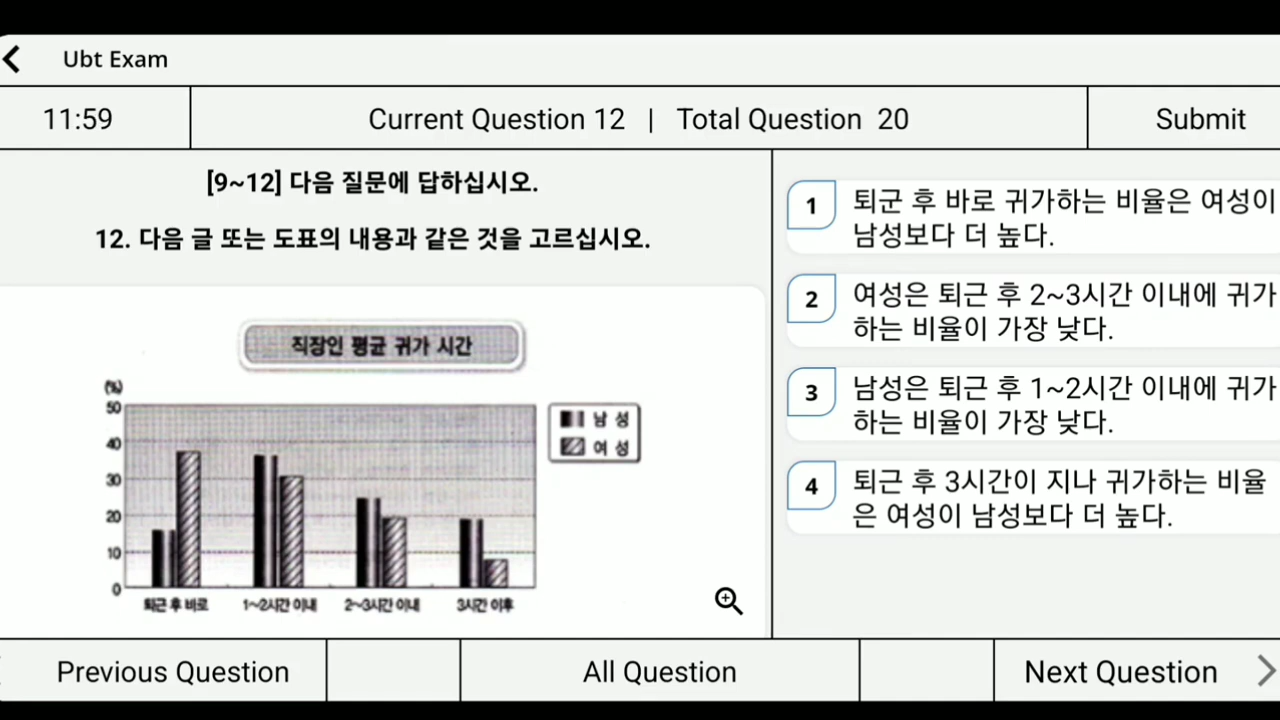 Ubt Exam
11:59
Current Question 12 | Total Question 20
Submit
[9~12] 다음 질문에 답하십시오.
12. 다음 글 또는 도표의 내용과 같은 것을 고르십시오.
직장인 평균 귀가 시간
(%)
50
40
30
20
10
0
남 성
여 성
퇴근 후 바로
1~2시간 이내
2~3시간 이내
3시간 이후
1
퇴군 후 바로 귀가하는 비율은 여성이
남성보다 더 높다.
2
여성은 퇴근 후 2~3시간 이내에 귀가
하는 비율이 가장 낮다.
3
남성은 퇴근 후 1~2시간 이내에 귀가
하는 비율이 가장 낮다.
4
퇴근 후 3시간이 지나 귀가하는 비율
은 여성이 남성보다 더 높다.
Previous Question
All Question
Next Question